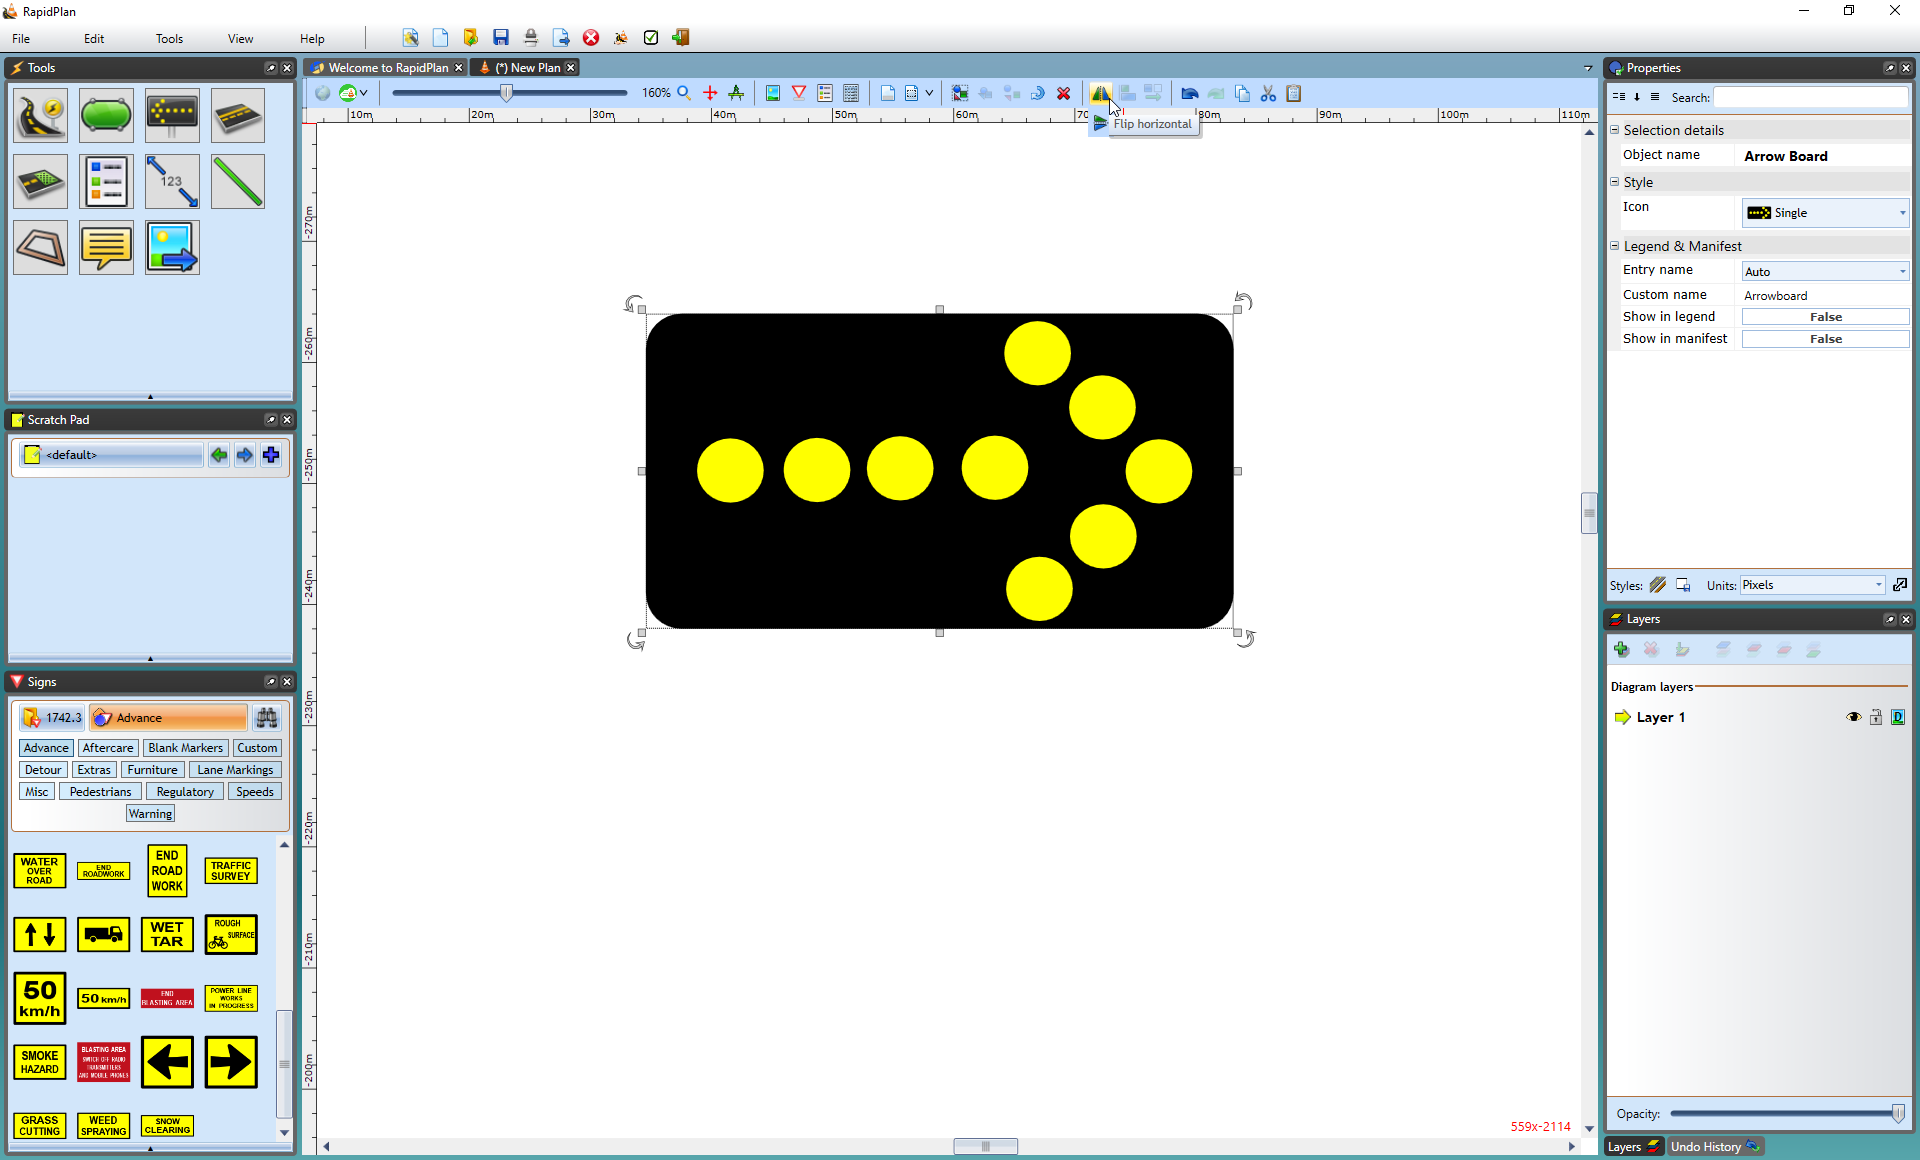 RapidPlan
File Edit Tools View Help
Tools
Welcome to RapidPlan
(*) New Plan
Properties
160%
Search:
10m 20m 30m 40m 50m 60m 70 80m 90m 100m 110m
Flip horizontal
Selection details
Object name Arrow Board
Style
Icon Single
Legend & Manifest
Entry name Auto
Custom name Arrowboard
Show in legend False
Show in manifest False
123
-270m
-260m
-250m
-240m
-230m
-220m
-210m
-200m
Scratch Pad
<default>
Styles: Units: Pixels
Layers
Diagram layers
Layer 1
D
Signs
1742.3 Advance
Advance Aftercare Blank Markers Custom
Detour Extras Furniture Lane Markings
Misc Pedestrians Regulatory Speeds
Warning
WATER
OVER
ROAD
END
ROADWORK
END
ROAD
WORK
TRAFFIC
SURVEY
WET
TAR
ROUGH
SURFACE
50
km/h
50 km/h
END
BLASTING AREA
POWER LINE
WORKS
IN PROGRESS
SMOKE
HAZARD
BLASTING AREA
SWITCH OFF RADIO
TRANSMITTERS
AND MOBILE PHONES
GRASS
CUTTING
WEED
SPRAYING
SNOW
CLEARING
559x-2114
Opacity:
Layers Undo History